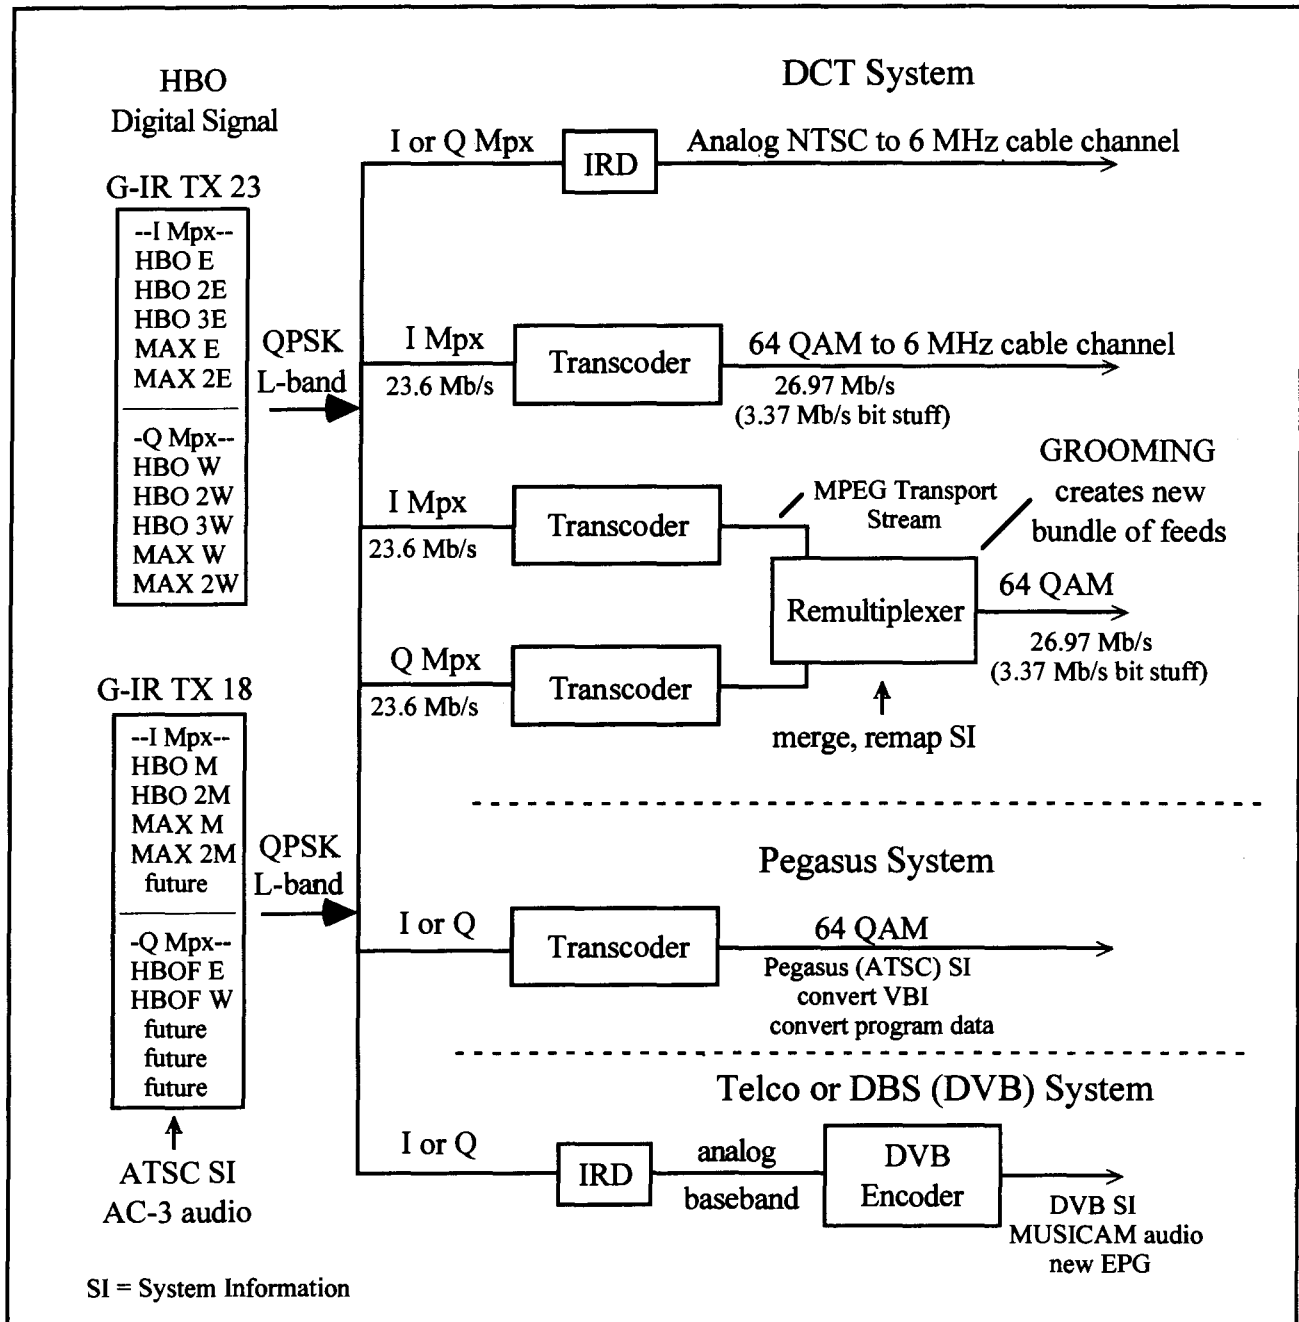 HBO
Digital Signal
G-IR TX 23
--I Mpx--
HBO E
HBO 2E
HBO 3E
MAX E
MAX 2E
-Q Mpx--
HBO W
HBO 2W
HBO 3W
MAX W
MAX 2W
QPSK
L-band
G-IR TX 18
--I Mpx--
HBO M
HBO 2M
MAX M
MAX 2M
future
-Q Mpx--
HBOF E
HBOF W
future
future
future
QPSK
L-band
ATSC SI
AC-3 audio
SI = System Information
DCT System
I or Q Mpx
IRD
Analog NTSC to 6 MHz cable channel
I Mpx
23.6 Mb/s
Transcoder
64 QAM to 6 MHz cable channel
26.97 Mb/s
(3.37 Mb/s bit stuff)
I Mpx
23.6 Mb/s
Transcoder
MPEG Transport
Stream
GROOMING
creates new
bundle of feeds
Remultiplexer
64 QAM
26.97 Mb/s
(3.37 Mb/s bit stuff)
Q Mpx
23.6 Mb/s
Transcoder
merge, remap SI
Pegasus System
I or Q
Transcoder
64 QAM
Pegasus (ATSC) SI
convert VBI
convert program data
Telco or DBS (DVB) System
I or Q
IRD
analog
baseband
DVB
Encoder
DVB SI
MUSICAM audio
new EPG